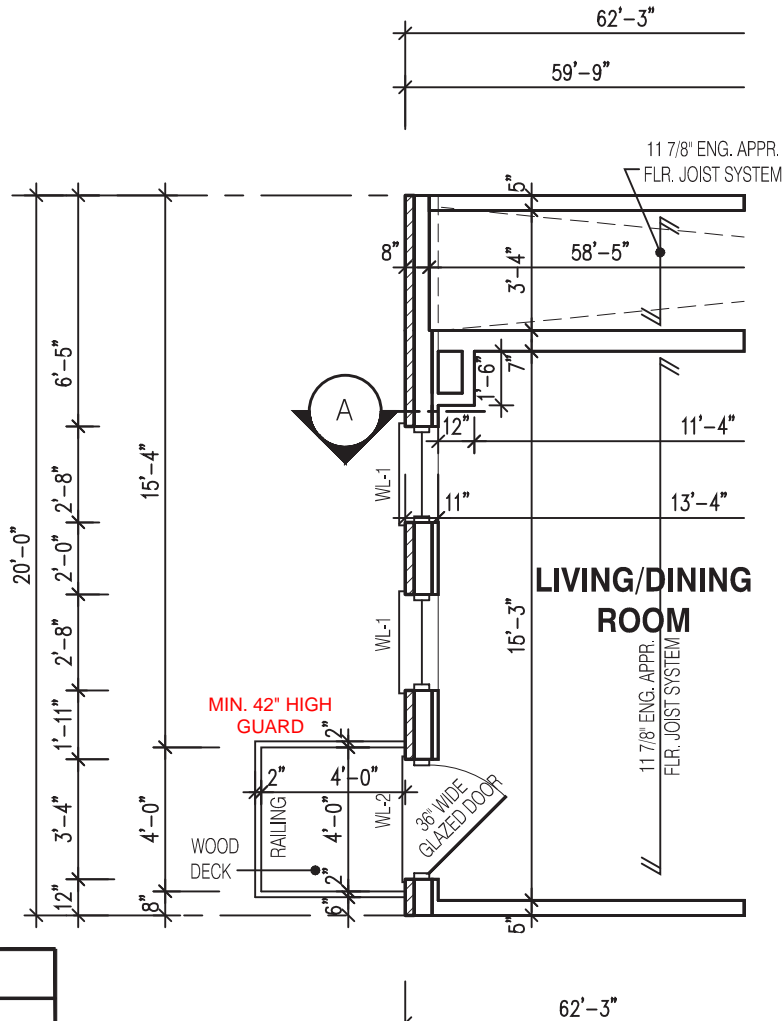 62'-3"
59'-9"
11 7/8" ENG. APPR.
FLR. JOIST SYSTEM
5"
8"
58'-5"
3'-4"
6'-5"
7"
1'-6"
A
12"
11'-4"
15'-4"
2'-8"
WL-1
11"
13'-4"
20'-0"
2'-0"
LIVING/DINING
ROOM
15'-3"
2'-8"
WL-1
11 7/8" ENG. APPR.
FLR. JOIST SYSTEM
MIN. 42" HIGH
GUARD
1'-11"
2"
2"
4'-0"
36" WIDE
GLAZED DOOR
WL-2
RAILING
4'-0"
3'-4"
4'-0"
WOOD
DECK
2"
12"
8"
6"
5"
62'-3"